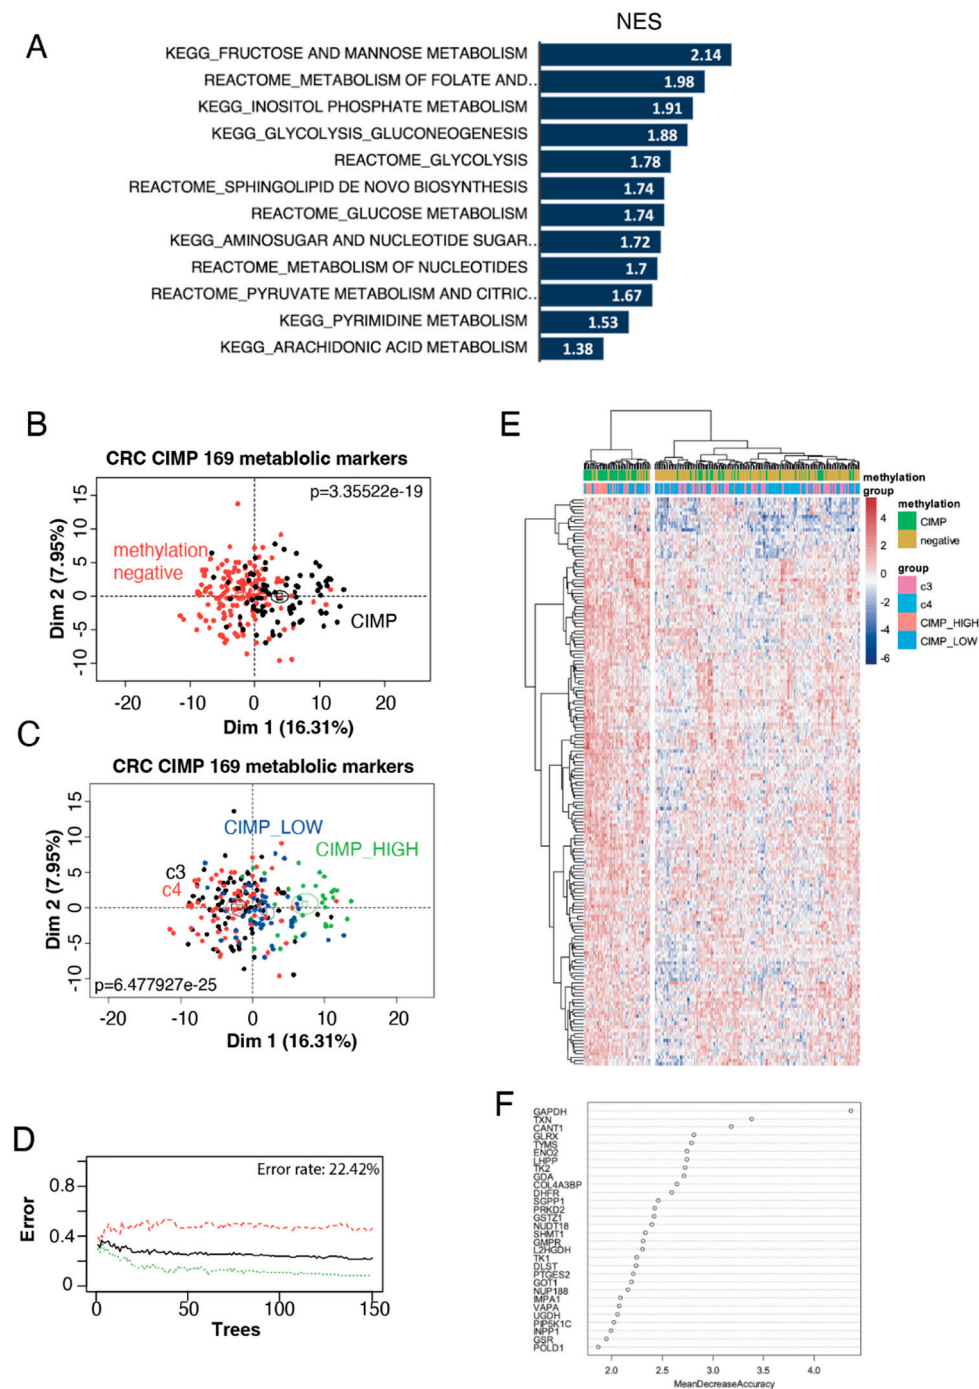 NES
A
KEGG_FRUCTOSE AND MANNOSE METABOLISM 2.14
REACTOME_METABOLISM OF FOLATE AND.. 1.98
KEGG_INOSITOL PHOSPHATE METABOLISM 1.91
KEGG_GLYCOLYSIS_GLUCONEOGENESIS 1.88
REACTOME_GLYCOLYSIS 1.78
REACTOME_SPHINGOLIPID DE NOVO BIOSYNTHESIS 1.74
REACTOME_GLUCOSE METABOLISM 1.74
KEGG_AMINOSUGAR AND NUCLEOTIDE SUGAR.. 1.72
REACTOME_METABOLISM OF NUCLEOTIDES 1.7
REACTOME_PYRUVATE METABOLISM AND CITRIC.. 1.67
KEGG_PYRIMIDINE METABOLISM 1.53
KEGG_ARACHIDONIC ACID METABOLISM 1.38
B
CRC CIMP 169 metablolic markers
p=3.35522e-19
methylation
negative
CIMP
Dim 2 (7.95%)
15
10
5
0
-5
-10
-20 -10 0 10 20
Dim 1 (16.31%)
C
CRC CIMP 169 metablolic markers
CIMP_LOW
CIMP_HIGH
c3
c4
p=6.477927e-25
Dim 2 (7.95%)
15
10
5
0
-5
-10
-20 -10 0 10 20
Dim 1 (16.31%)
D
Error rate: 22.42%
Error
0.8
0.4
0
0 50 100 150
Trees
E
methylation
group
4
2
0
-2
-4
-6
methylation
CIMP
negative
group
c3
c4
CIMP_HIGH
CIMP_LOW
F
GAPDH
TXN
CANT1
GLRX
TYMS
ENO2
LHPP
TK2
GDA
COL4A3BP
DHFR
SGPP1
PRKD2
GSTZ1
NUDT18
SHMT1
GMPR
L2HGDH
TK1
DLST
PTGES2
GOT1
NUP188
IMPA1
VAPA
UGDH
PIP5K1C
INPP1
GSR
POLD1
2.0 2.5 3.0 3.5 4.0
MeanDecreaseAccuracy